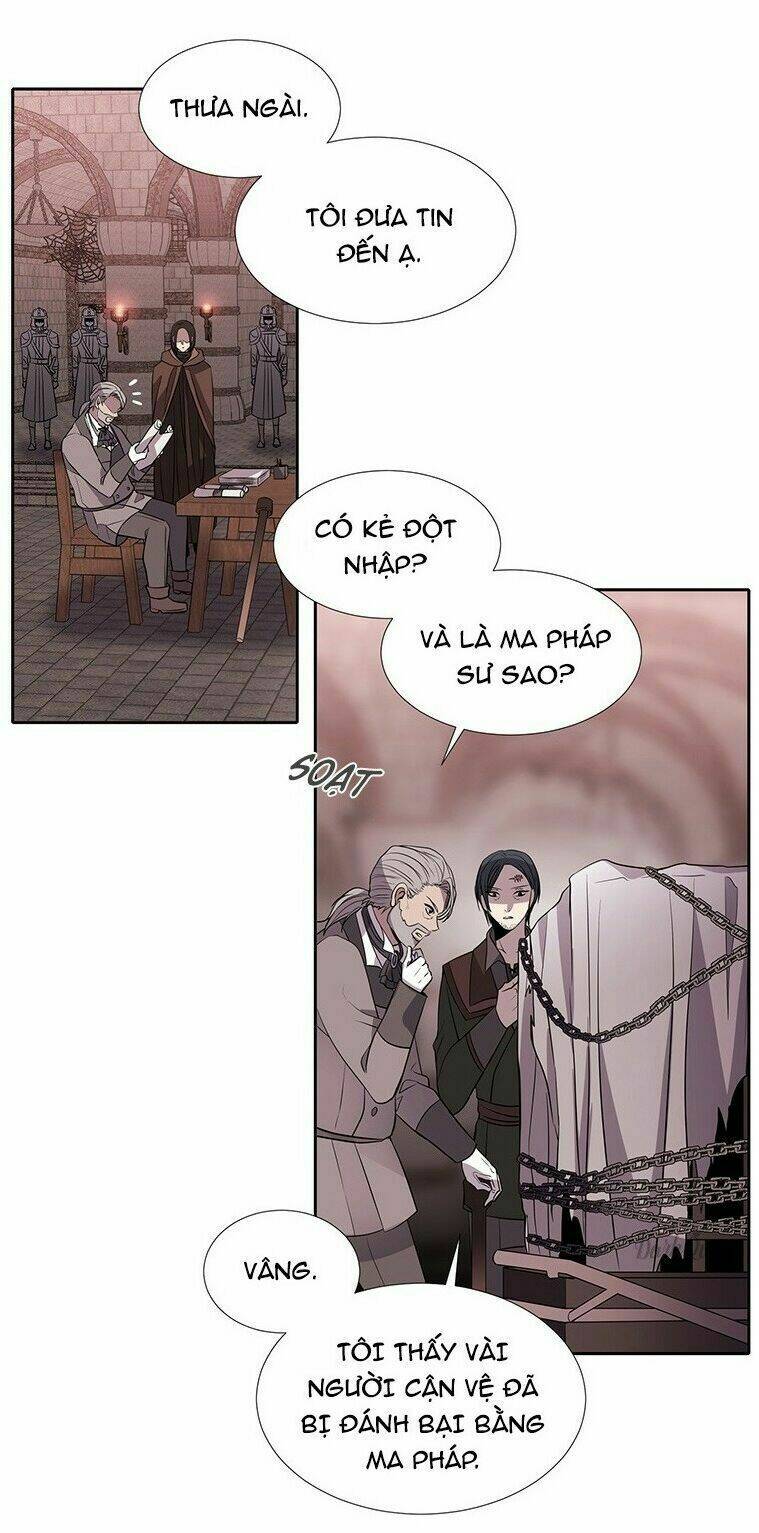 THƯA NGÀI.
TÔI ĐƯA TIN
ĐẾN Ạ.
CÓ KẺ ĐỘT
NHẬP?
VÀ LÀ MA PHÁP
SƯ SAO?
SOẠT
VÂNG.
TÔI THẤY VÀI
NGƯỜI CẬN VỆ ĐÃ
BỊ ĐÁNH BẠI BẰNG
MA PHÁP.